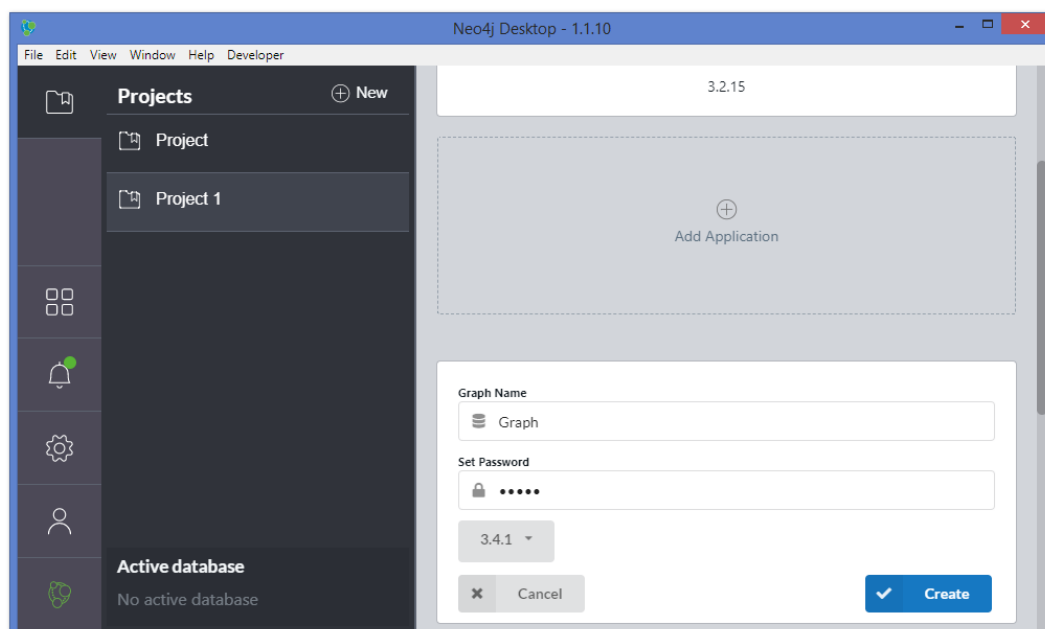 Neo4j Desktop - 1.1.10
File Edit View Window Help Developer
Projects
New
Project
Project 1
Active database
No active database
3.2.15
Add Application
Graph Name
Graph
Set Password
•••••
3.4.1
Cancel
Create